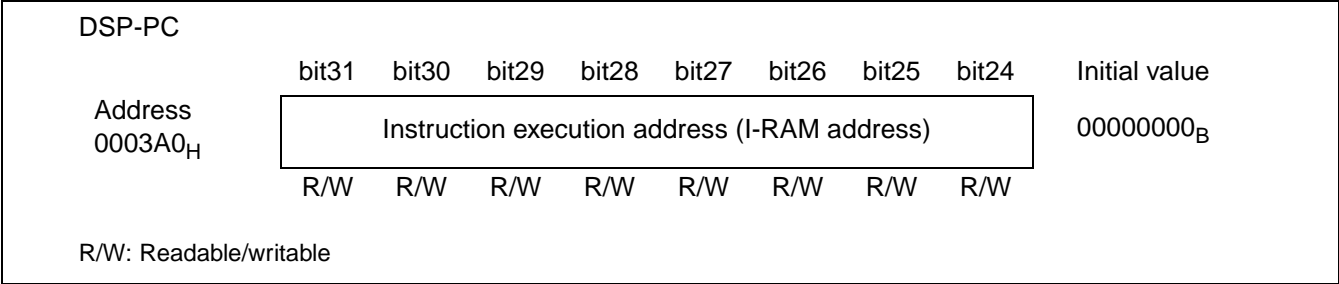 DSP-PC
bit31 bit30 bit29 bit28 bit27 bit26 bit25 bit24 Initial value
Address
0003A0H
Instruction execution address (I-RAM address)
00000000B
R/W R/W R/W R/W R/W R/W R/W R/W
R/W: Readable/writable